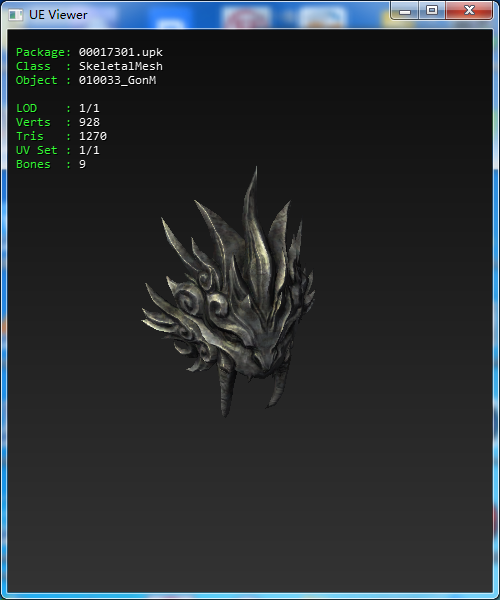 UE Viewer
Package: 00017301.upk
Class : SkeletalMesh
Object : 010033_GonM
LOD : 1/1
Verts : 928
Tris : 1270
UV Set : 1/1
Bones : 9